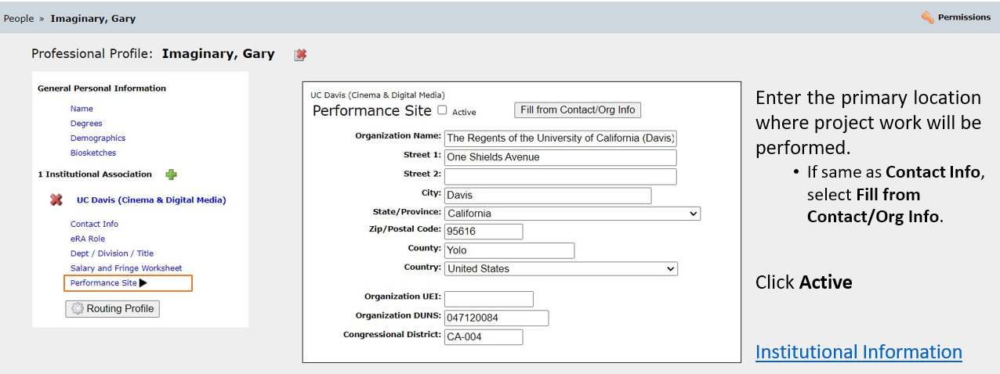 People » Imaginary, Gary
Permissions
Professional Profile: Imaginary, Gary
General Personal Information
Name
Degrees
Demographics
Biosketches
1 Institutional Association
UC Davis (Cinema & Digital Media)
Contact Info
eRA Role
Dept / Division / Title
Salary and Fringe Worksheet
Performance Site
Routing Profile
UC Davis (Cinema & Digital Media)
Performance Site Active Fill from Contact/Org Info
Organization Name: The Regents of the University of California (Davis)
Street 1: One Shields Avenue
Street 2:
City: Davis
State/Province: California
Zip/Postal Code: 95616
County: Yolo
Country: United States
Organization UEI:
Organization DUNS: 047120084
Congressional District: CA-004
Enter the primary location
where project work will be
performed.
• If same as Contact Info,
select Fill from
Contact/Org Info.
Click Active
Institutional Information